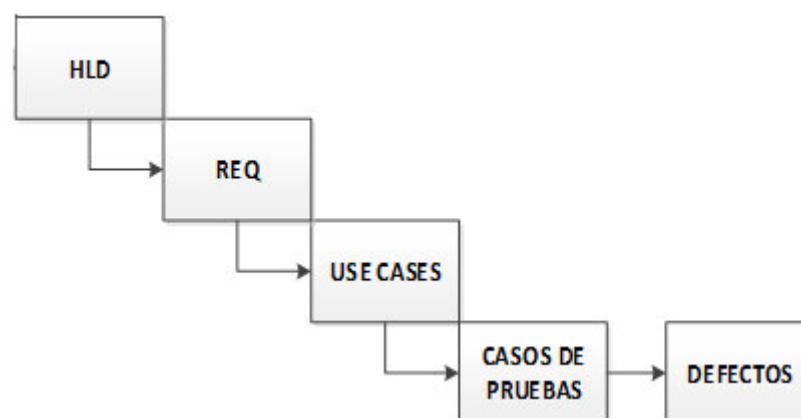 HLD
REQ
USE CASES
CASOS DE
PRUEBAS
DEFECTOS